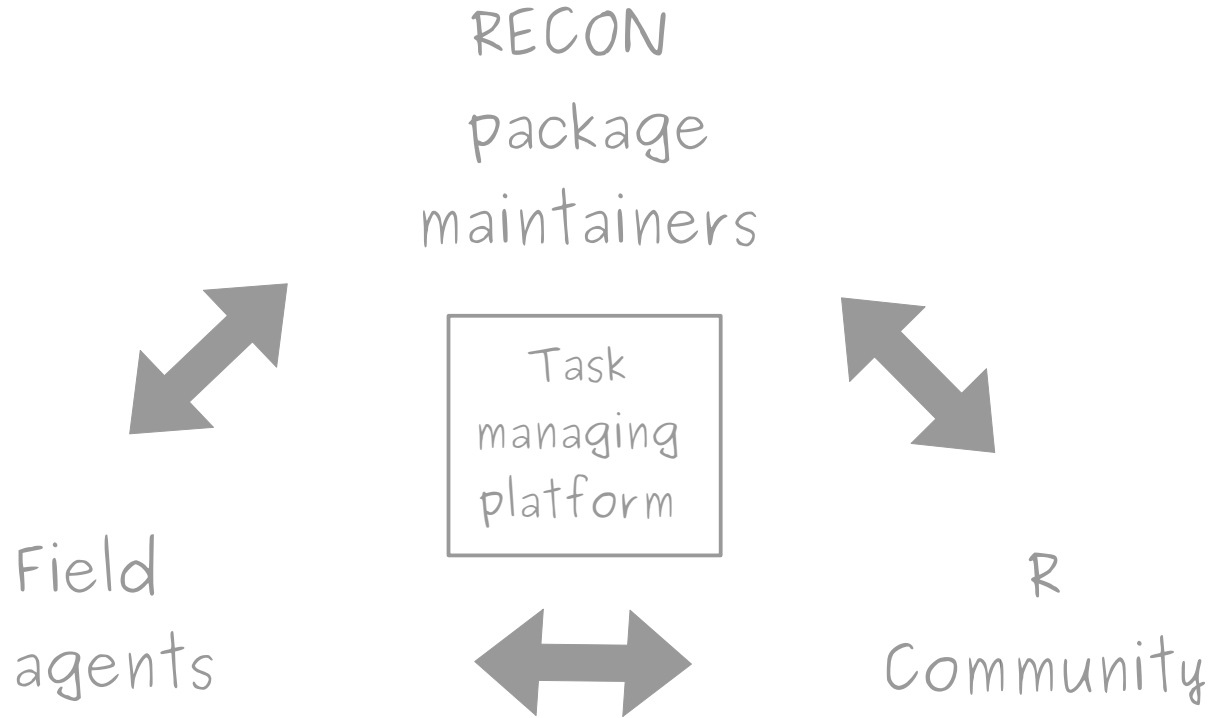 RECON
package
maintainers
Task
managing
platform
Field
agents
R
Community